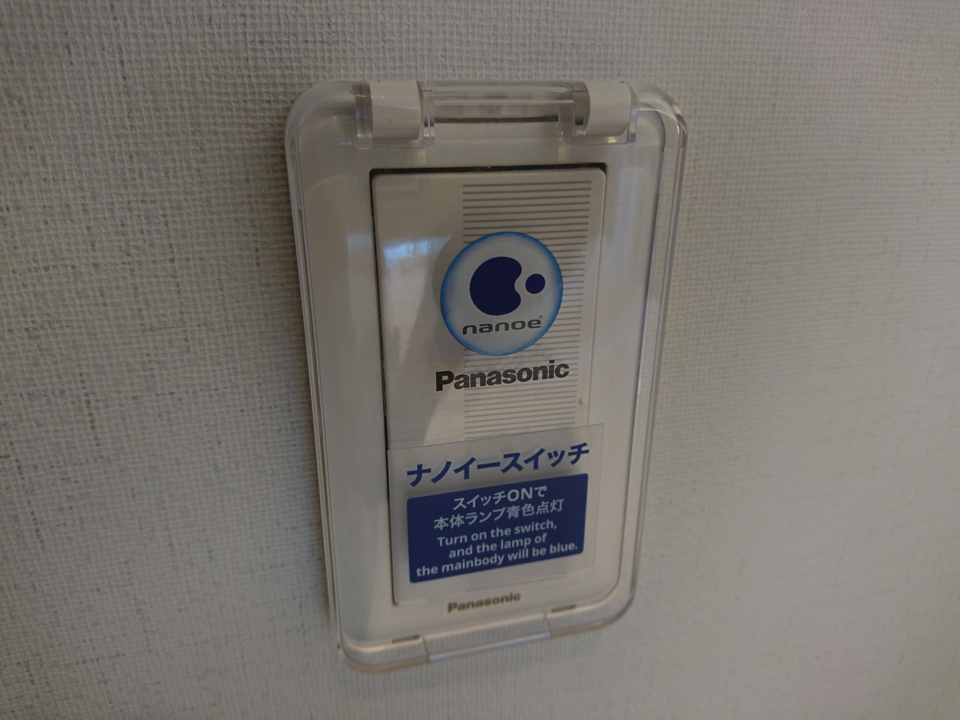 nanoe
Panasonic
ナノイースイッチ
スイッチONで
本体ランプ青色点灯
Turn on the switch,
and the lamp of
the mainbody will be blue.
Panasonic